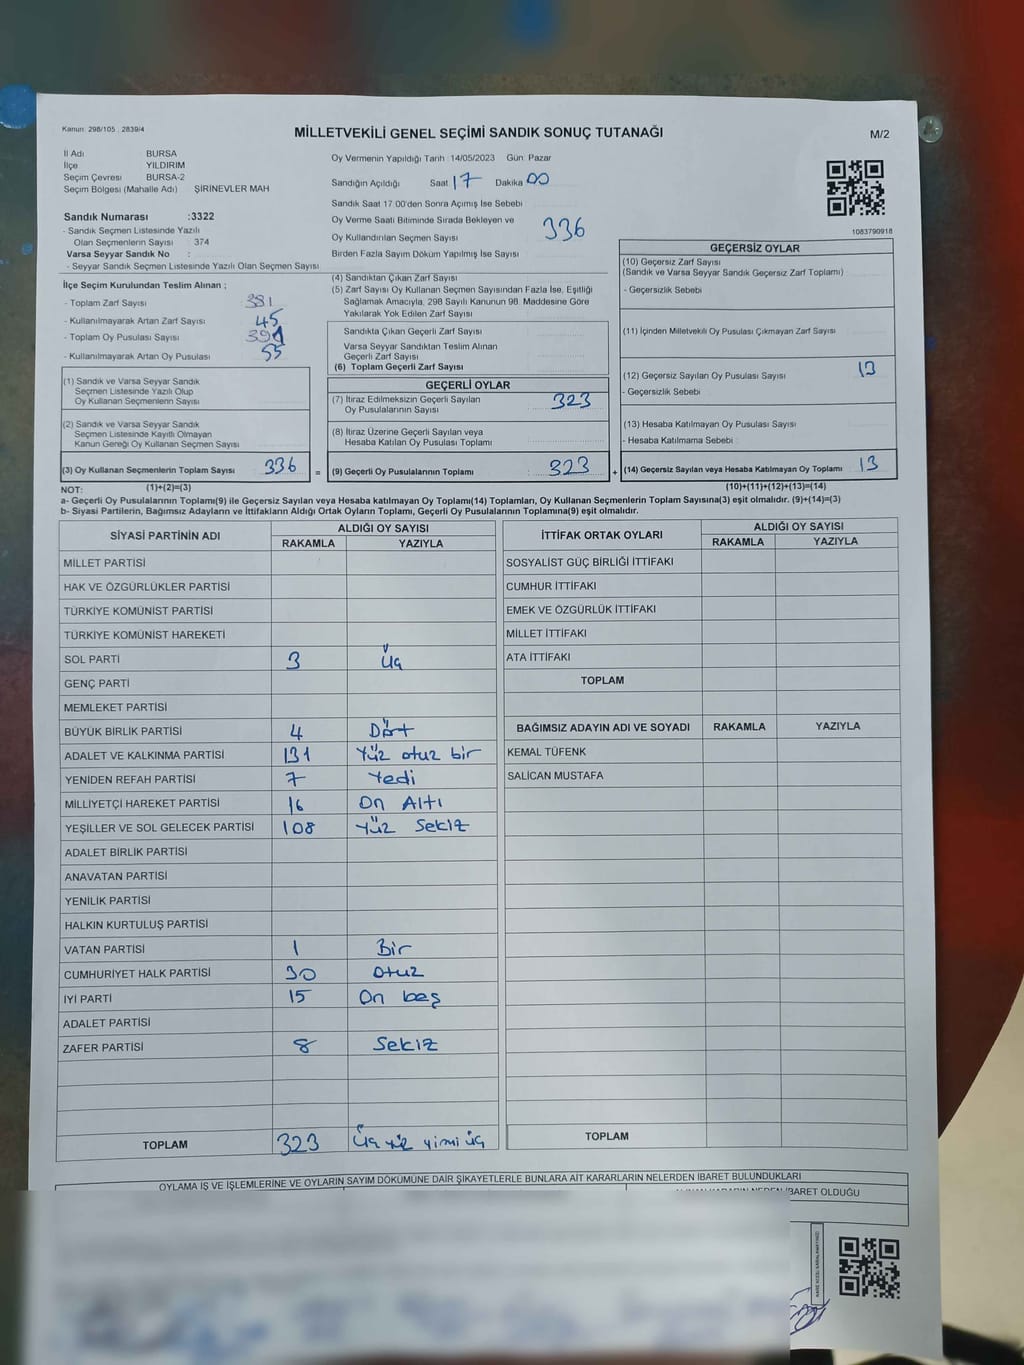 Kanun: 298/105 ; 2839/4
MİLLETVEKİLİ GENEL SEÇİMİ SANDIK SONUÇ TUTANAĞI
M/2
İl Adı BURSA
İlçe YILDIRIM
Seçim Çevresi BURSA-2
Seçim Bölgesi (Mahalle Adı) ŞİRİNEVLER MAH
Sandık Numarası :3322
- Sandık Seçmen Listesinde Yazılı
Olan Seçmenlerin Sayısı : 374
Varsa Seyyar Sandık No :
- Seyyar Sandık Seçmen Listesinde Yazılı Olan Seçmen Sayısı
Oy Vermenin Yapıldığı Tarih :14/05/2023 Gün: Pazar
Sandığın Açıldığı Saat 17 Dakika 00
Sandık Saat 17:00'den Sonra Açımış İse Sebebi
Oy Verme Saati Bitiminde Sırada Bekleyen ve
Oy Kullandırılan Seçmen Sayısı 336
Birden Fazla Sayım Döküm Yapılmış İse Sayısı
1083790918
İlçe Seçim Kurulundan Teslim Alınan ;
- Toplam Zarf Sayısı 381
- Kullanılmayarak Artan Zarf Sayısı 45
- Toplam Oy Pusulası Sayısı
- Kullanılmayarak Artan Oy Pusulası 55
(1) Sandık ve Varsa Seyyar Sandık
Seçmen Listesinde Yazılı Olup
Oy Kullanan Seçmenlerin Sayısı
(2) Sandık ve Varsa Seyyar Sandık
Seçmen Listesinde Kayıtlı Olmayan
Kanun Gereği Oy Kullanan Seçmen Sayısı
(3) Oy Kullanan Seçmenlerin Toplam Sayısı 336 =
(1)+(2)=(3)
(4) Sandıktan Çıkan Zarf Sayısı
(5) Zarf Sayısı Oy Kullanan Seçmen Sayısından Fazla İse, Eşitliği
Sağlamak Amacıyla, 298 Sayılı Kanunun 98. Maddesine Göre
Yakılarak Yok Edilen Zarf Sayısı
Sandıkta Çıkan Geçerli Zarf Sayısı
Varsa Seyyar Sandıktan Teslim Alınan
Geçerli Zarf Sayısı
(6) Toplam Geçerli Zarf Sayısı
GEÇERLİ OYLAR
(7) İtiraz Edilmeksizin Geçerli Sayılan
Oy Pusulalarının Sayısı 323
(8) İtiraz Üzerine Geçerli Sayılan veya
Hesaba Katılan Oy Pusulası Toplamı
(9) Geçerli Oy Pusulalarının Toplamı : 323 +
GEÇERSİZ OYLAR
(10) Geçersiz Zarf Sayısı
(Sandık ve Varsa Seyyar Sandık Geçersiz Zarf Toplamı)
- Geçersizlik Sebebi
(11) İçinden Milletvekili Oy Pusulası Çıkmayan Zarf Sayısı
(12) Geçersiz Sayılan Oy Pusulası Sayısı 13
- Geçersizlik Sebebi
(13) Hesaba Katılmayan Oy Pusulası Sayısı
- Hesaba Katılmama Sebebi
(14) Geçersiz Sayılan veya Hesaba Katılmayan Oy Toplamı 13
(10)+(11)+(12)+(13)=(14)
NOT:
a- Geçerli Oy Pusulalarının Toplamı(9) ile Geçersiz Sayılan veya Hesaba katılmayan Oy Toplamı(14) Toplamları, Oy Kullanan Seçmenlerin Toplam Sayısına(3) eşit olmalıdır. (9)+(14)=(3)
b- Siyasi Partilerin, Bağımsız Adayların ve İttifakların Aldığı Ortak Oyların Toplamı, Geçerli Oy Pusulalarının Toplamına(9) eşit olmalıdır.
SİYASİ PARTİNİN ADI ALDIĞI OY SAYISI
RAKAMLA YAZIYLA
MİLLET PARTİSİ
HAK VE ÖZGÜRLÜKLER PARTİSİ
TÜRKİYE KOMÜNİST PARTİSİ
TÜRKİYE KOMÜNİST HAREKETİ
SOL PARTİ 3 Üç
GENÇ PARTİ
MEMLEKET PARTİSİ
BÜYÜK BİRLİK PARTİSİ 4 Dört
ADALET VE KALKINMA PARTİSİ 131 Yüz otuz bir
YENİDEN REFAH PARTİSİ 7 Yedi
MİLLİYETÇİ HAREKET PARTİSİ 16 On Altı
YEŞİLLER VE SOL GELECEK PARTİSİ 108 Yüz Sekiz
ADALET BİRLİK PARTİSİ
ANAVATAN PARTİSİ
YENİLİK PARTİSİ
HALKIN KURTULUŞ PARTİSİ
VATAN PARTİSİ 1 Bir
CUMHURİYET HALK PARTİSİ 30 Otuz
İYİ PARTİ 15 On beş
ADALET PARTİSİ
ZAFER PARTİSİ 8 Sekiz
TOPLAM 323 Üç yüz yirmi üç
İTTİFAK ORTAK OYLARI ALDIĞI OY SAYISI
RAKAMLA YAZIYLA
SOSYALİST GÜÇ BİRLİĞİ İTTİFAKI
CUMHUR İTTİFAKI
EMEK VE ÖZGÜRLÜK İTTİFAKI
MİLLET İTTİFAKI
ATA İTTİFAKI
TOPLAM
BAĞIMSIZ ADAYIN ADI VE SOYADI RAKAMLA YAZIYLA
KEMAL TÜFENK
SALİCAN MUSTAFA
TOPLAM
OYLAMA İŞ VE İŞLEMLERİNE VE OYLARIN SAYIM DÖKÜMÜNE DAİR ŞİKAYETLERLE BUNLARA AİT KARARLARIN NELERDEN İBARET BULUNDUKLARI
İBARET OLDUĞU